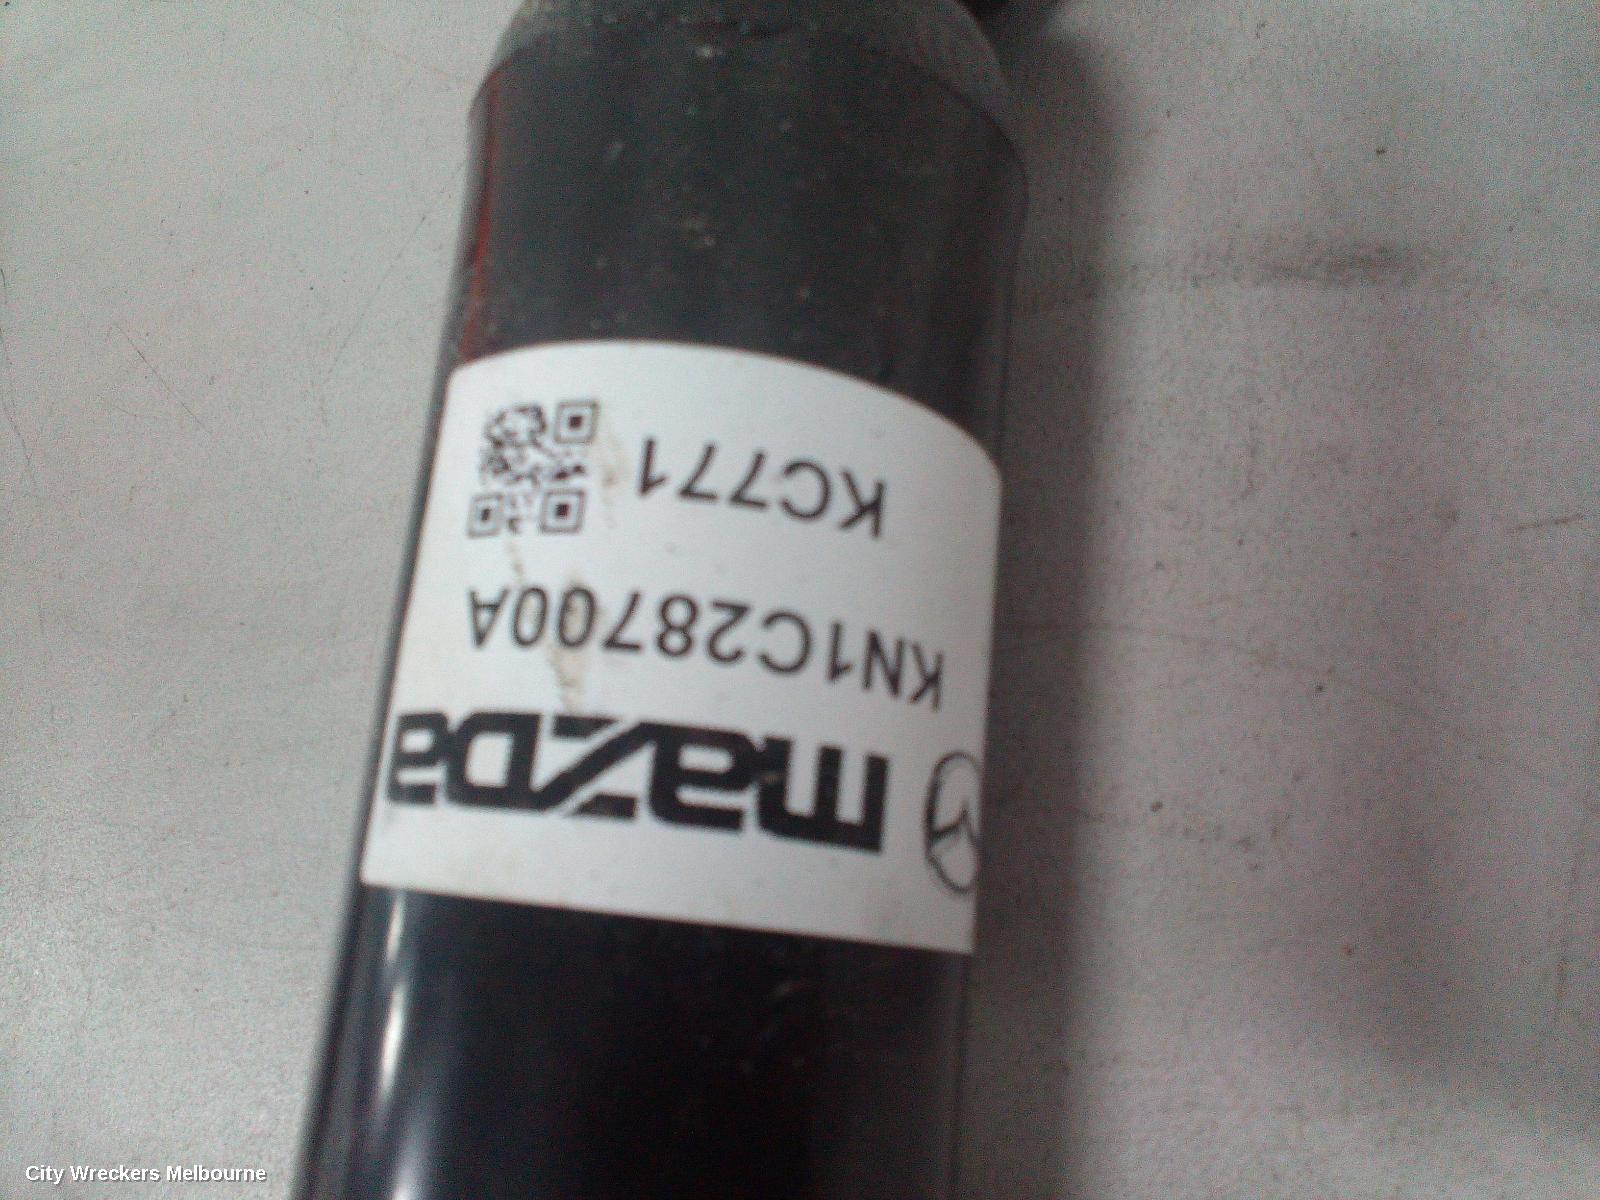 mazda
KN1C28700A
KC771
City Wreckers Melbourne